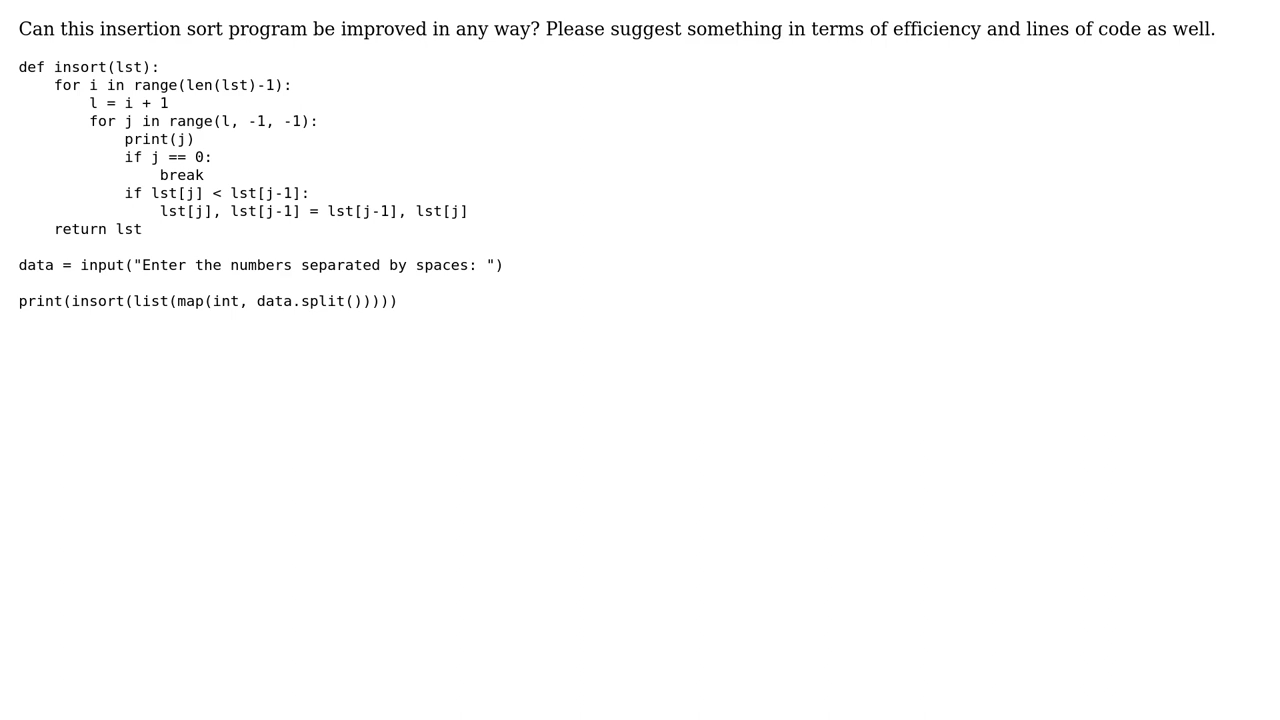 Can this insertion sort program be improved in any way? Please suggest something in terms of efficiency and lines of code as well.
def insort(lst):
    for i in range(len(lst)-1):
        l = i + 1
        for j in range(l, -1, -1):
            print(j)
            if j == 0:
                break
            if lst[j] < lst[j-1]:
                lst[j], lst[j-1] = lst[j-1], lst[j]
    return lst

data = input("Enter the numbers separated by spaces: ")

print(insort(list(map(int, data.split()))))